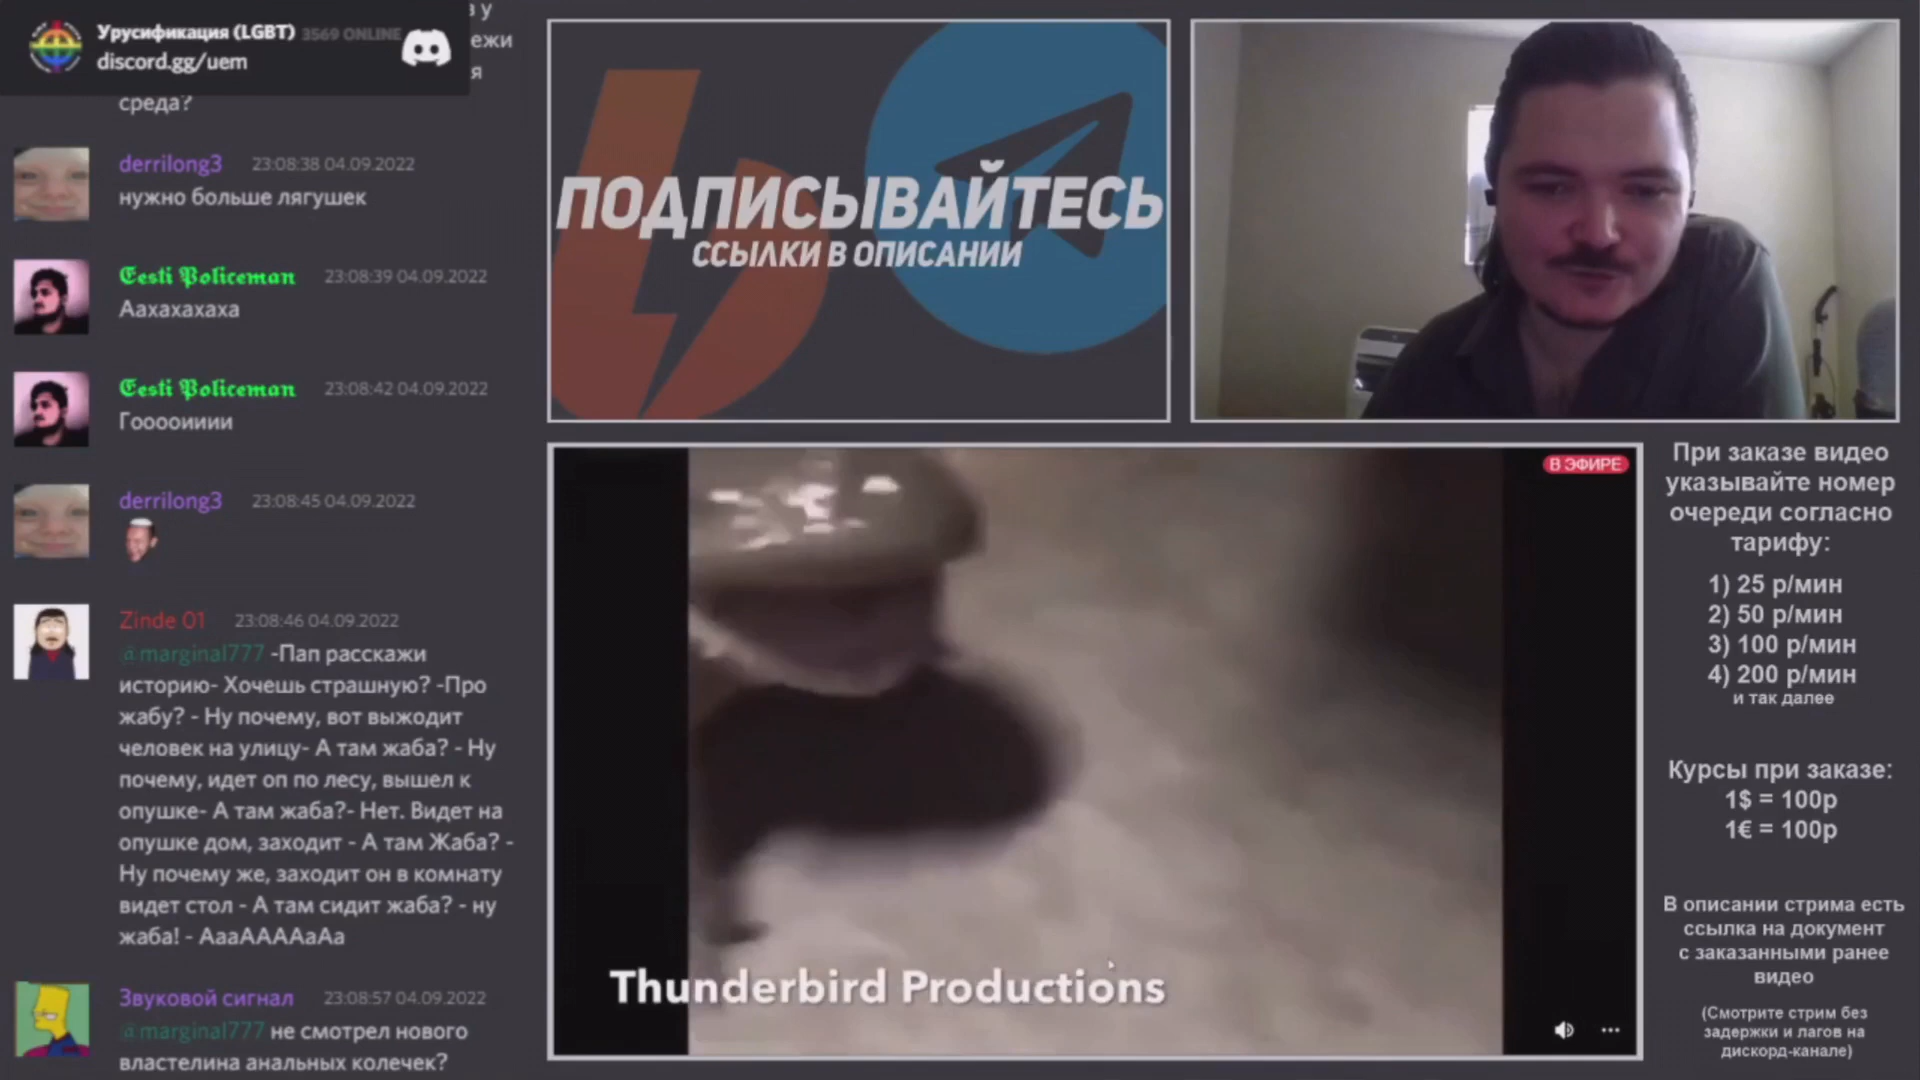 Урусификация (LGBT) 3569 ONLINE
discord.gg/uem
у
ежи
я
среда?
derrilong3 23:08:38 04.09.2022
нужно больше лягушек
Eesti Policeman 23:08:39 04.09.2022
Аахахахаха
Eesti Policeman 23:08:42 04.09.2022
Гооооииии
derrilong3 23:08:45 04.09.2022
Zinde 01 23:08:46 04.09.2022
@marginal777 -Пап расскажи
историю- Хочешь страшную? -Про
жабу? - Ну почему, вот выжодит
человек на улицу- А там жаба? - Ну
почему, идет оп по лесу, вышел к
опушке- А там жаба?- Нет. Видет на
опушке дом, заходит - А там Жаба? -
Ну почему же, заходит он в комнату
видет стол - А там сидит жаба? - ну
жаба! - АааААААаАа
Звуковой сигнал 23:08:57 04.09.2022
@marginal777 не смотрел нового
властелина анальных колечек?
ПОДПИСЫВАЙТЕСЬ
ССЫЛКИ В ОПИСАНИИ
В ЭФИРЕ
Thunderbird Productions
При заказе видео
указывайте номер
очереди согласно
тарифу:
1) 25 р/мин
2) 50 р/мин
3) 100 р/мин
4) 200 р/мин
и так далее
Курсы при заказе:
1$ = 100р
1€ = 100р
В описании стрима есть
ссылка на документ
с заказанными ранее
видео
(Смотрите стрим без
задержки и лагов на
дискорд-канале)